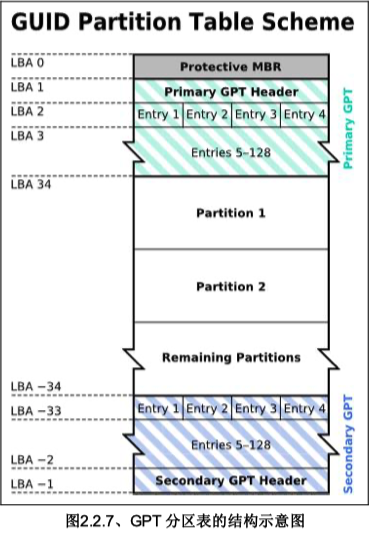 GUID Partition Table Scheme
LBA 0
Protective MBR
LBA 1
Primary GPT Header
LBA 2
Entry 1 Entry 2 Entry 3 Entry 4
LBA 3
Entries 5–128
Primary GPT
LBA 34
Partition 1
Partition 2
Remaining Partitions
LBA −34
Entry 1 Entry 2 Entry 3 Entry 4
LBA −33
Entries 5–128
LBA −2
Secondary GPT Header
LBA −1
Secondary GPT
图2.2.7、GPT 分区表的结构示意图